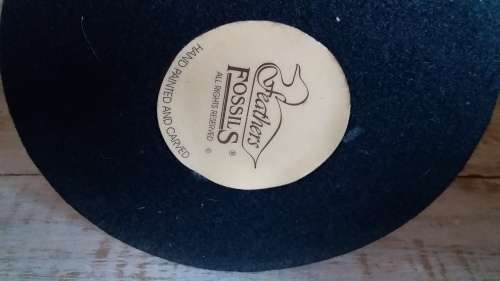 Feathers
FOSSILS ®
ALL RIGHTS RESERVED
©
HAND PAINTED AND CARVED